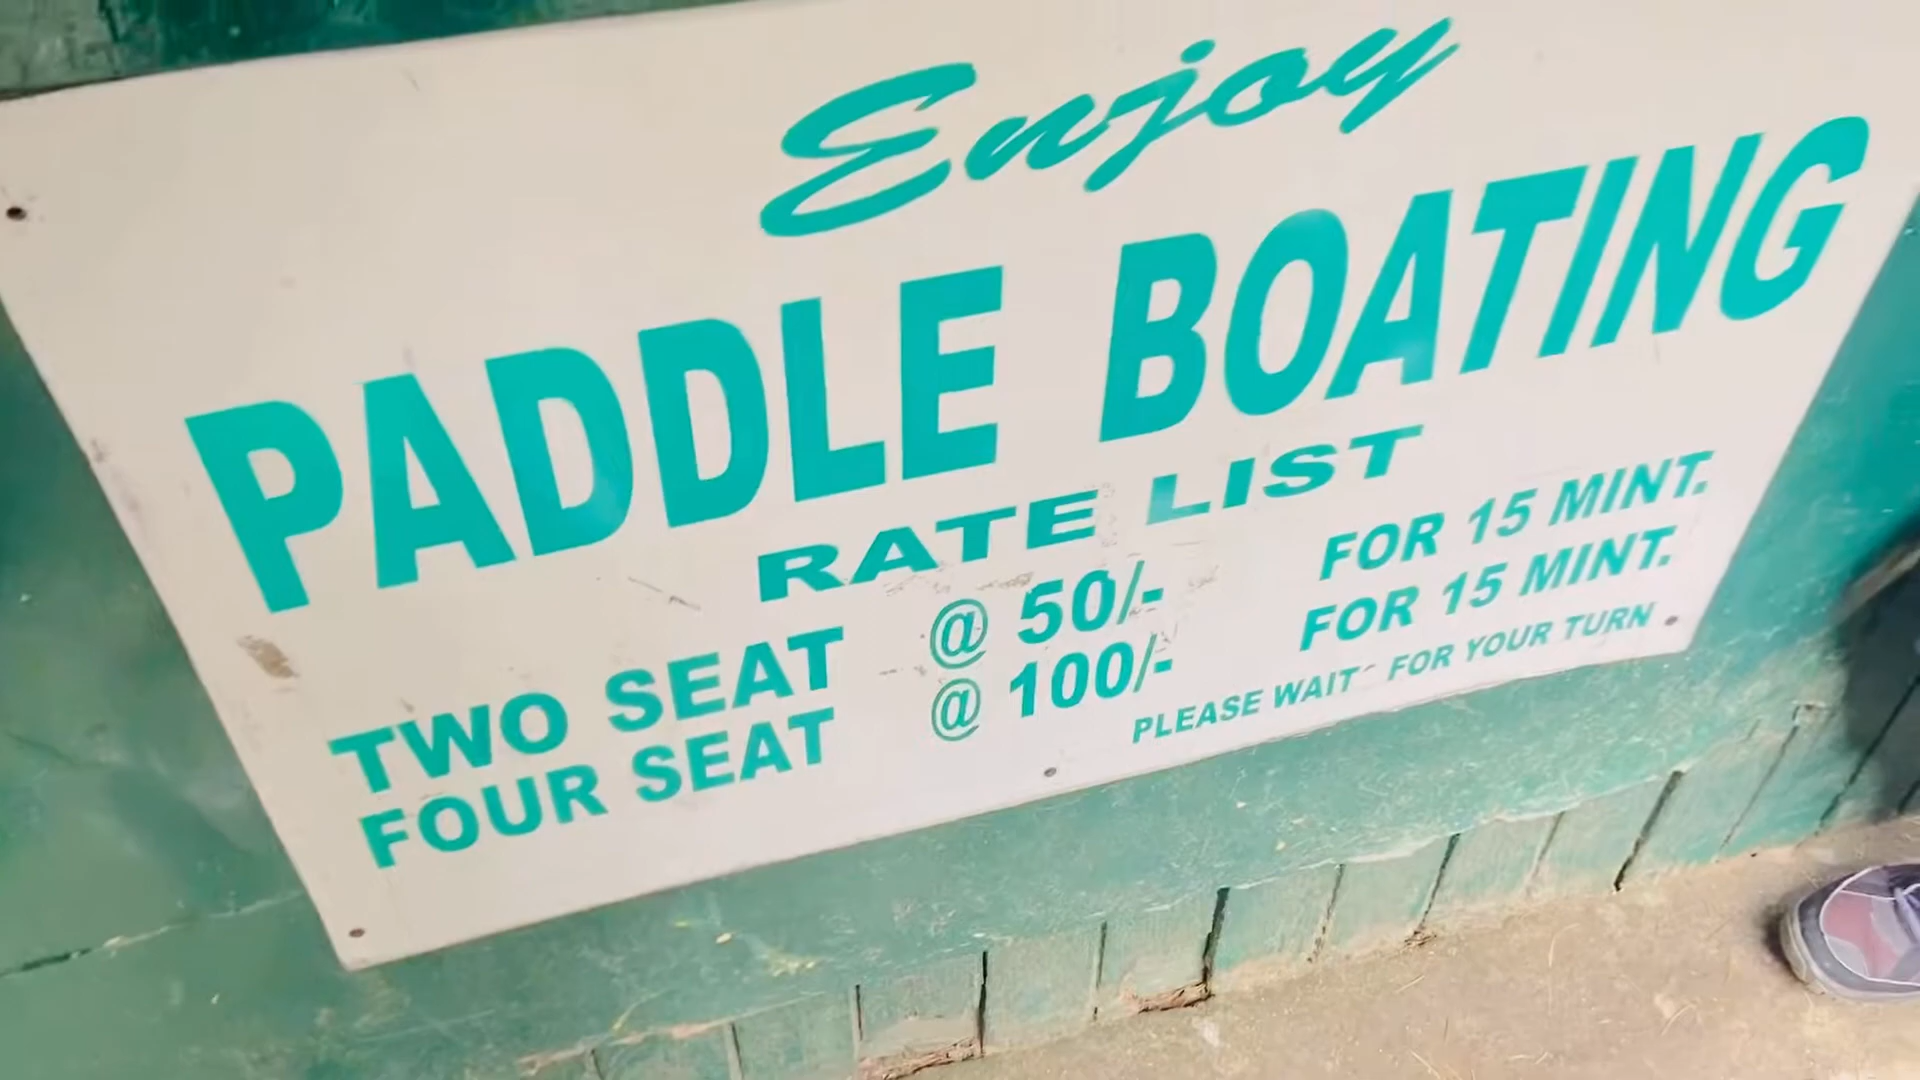 Enjoy
PADDLE BOATING
RATE LIST
TWO SEAT @ 50/- FOR 15 MINT.
FOUR SEAT @ 100/- FOR 15 MINT.
PLEASE WAIT FOR YOUR TURN